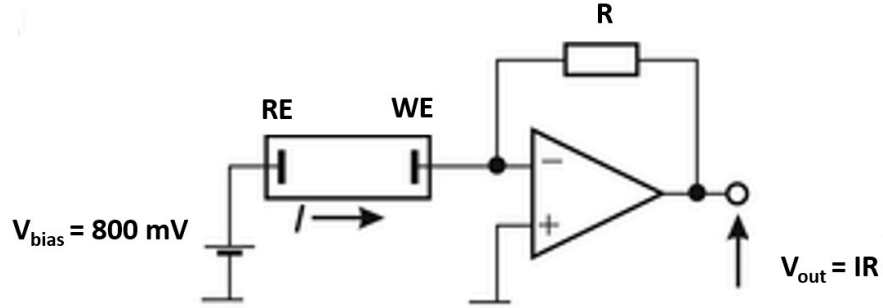 R
RE WE
−
+
I
V_bias = 800 mV
V_out = IR